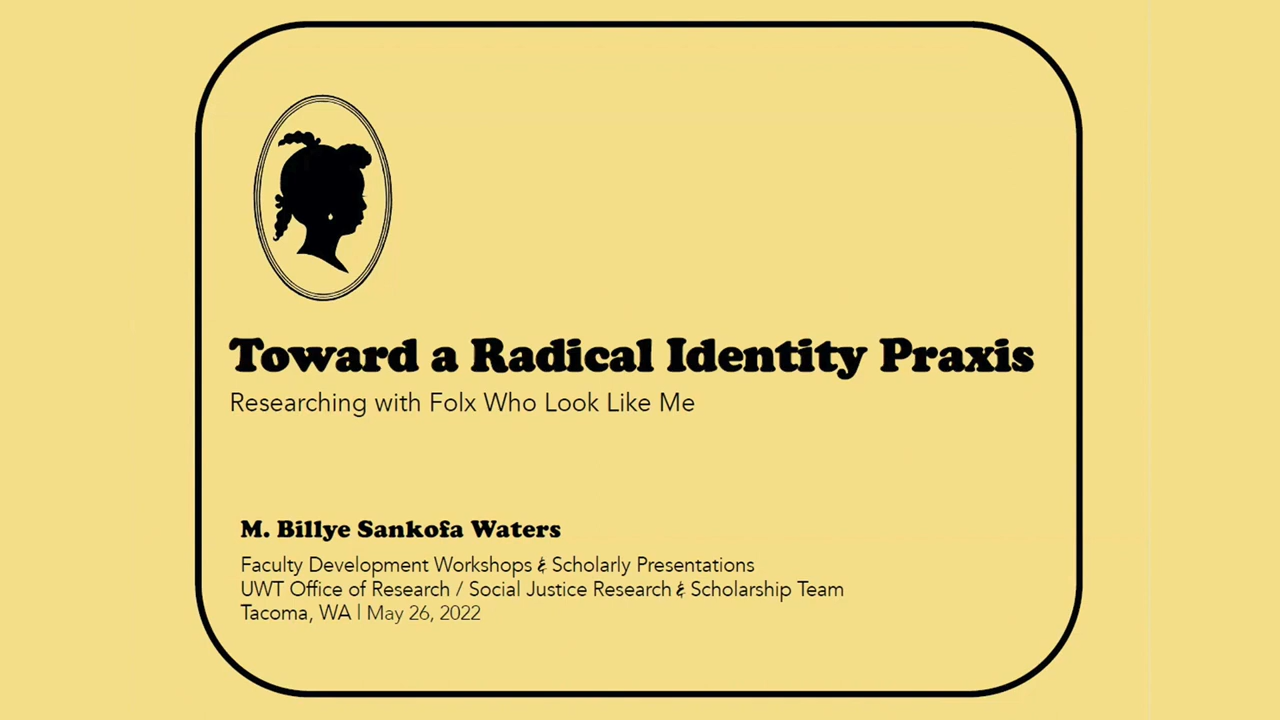 Toward a Radical Identity Praxis
Researching with Folx Who Look Like Me
M. Billye Sankofa Waters
Faculty Development Workshops & Scholarly Presentations
UWT Office of Research / Social Justice Research & Scholarship Team
Tacoma, WA | May 26, 2022